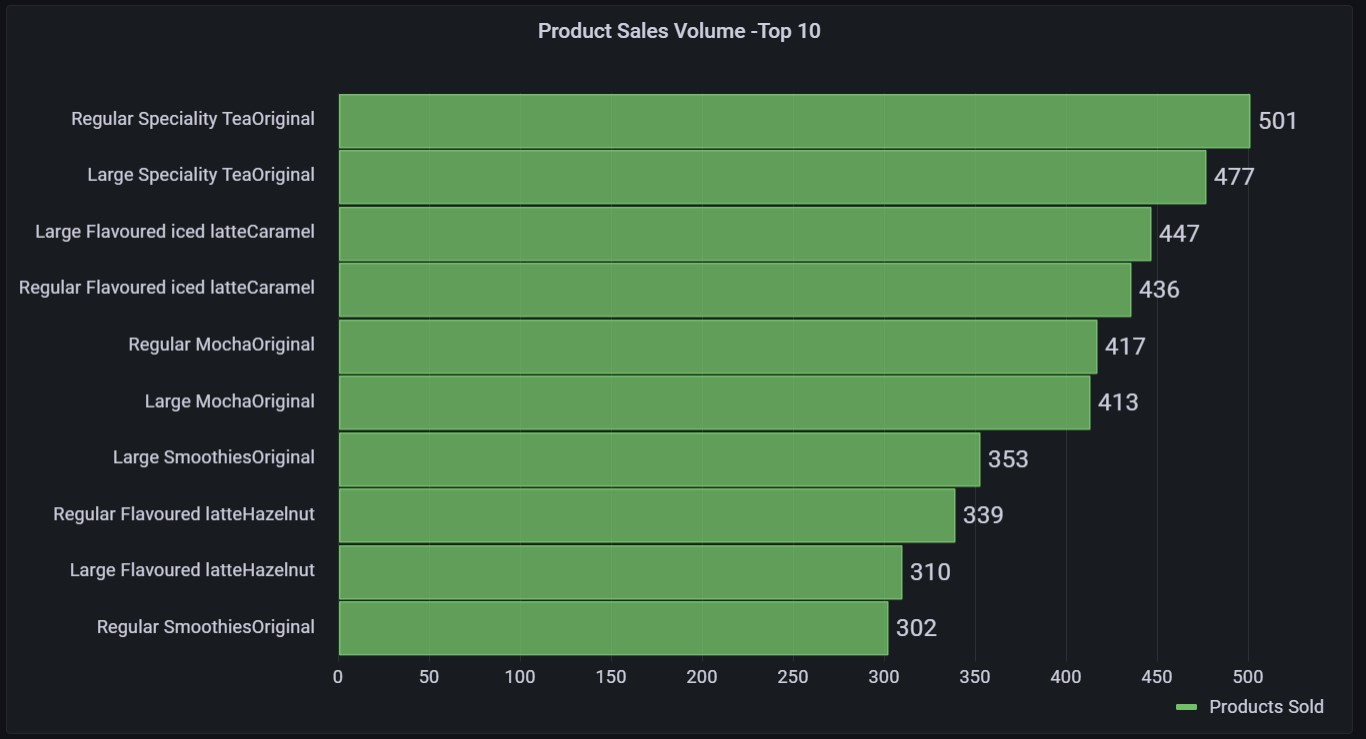 Product Sales Volume -Top 10
Regular Speciality TeaOriginal 501
Large Speciality TeaOriginal 477
Large Flavoured iced latteCaramel 447
Regular Flavoured iced latteCaramel 436
Regular MochaOriginal 417
Large MochaOriginal 413
Large SmoothiesOriginal 353
Regular Flavoured latteHazelnut 339
Large Flavoured latteHazelnut 310
Regular SmoothiesOriginal 302
0 50 100 150 200 250 300 350 400 450 500
Products Sold